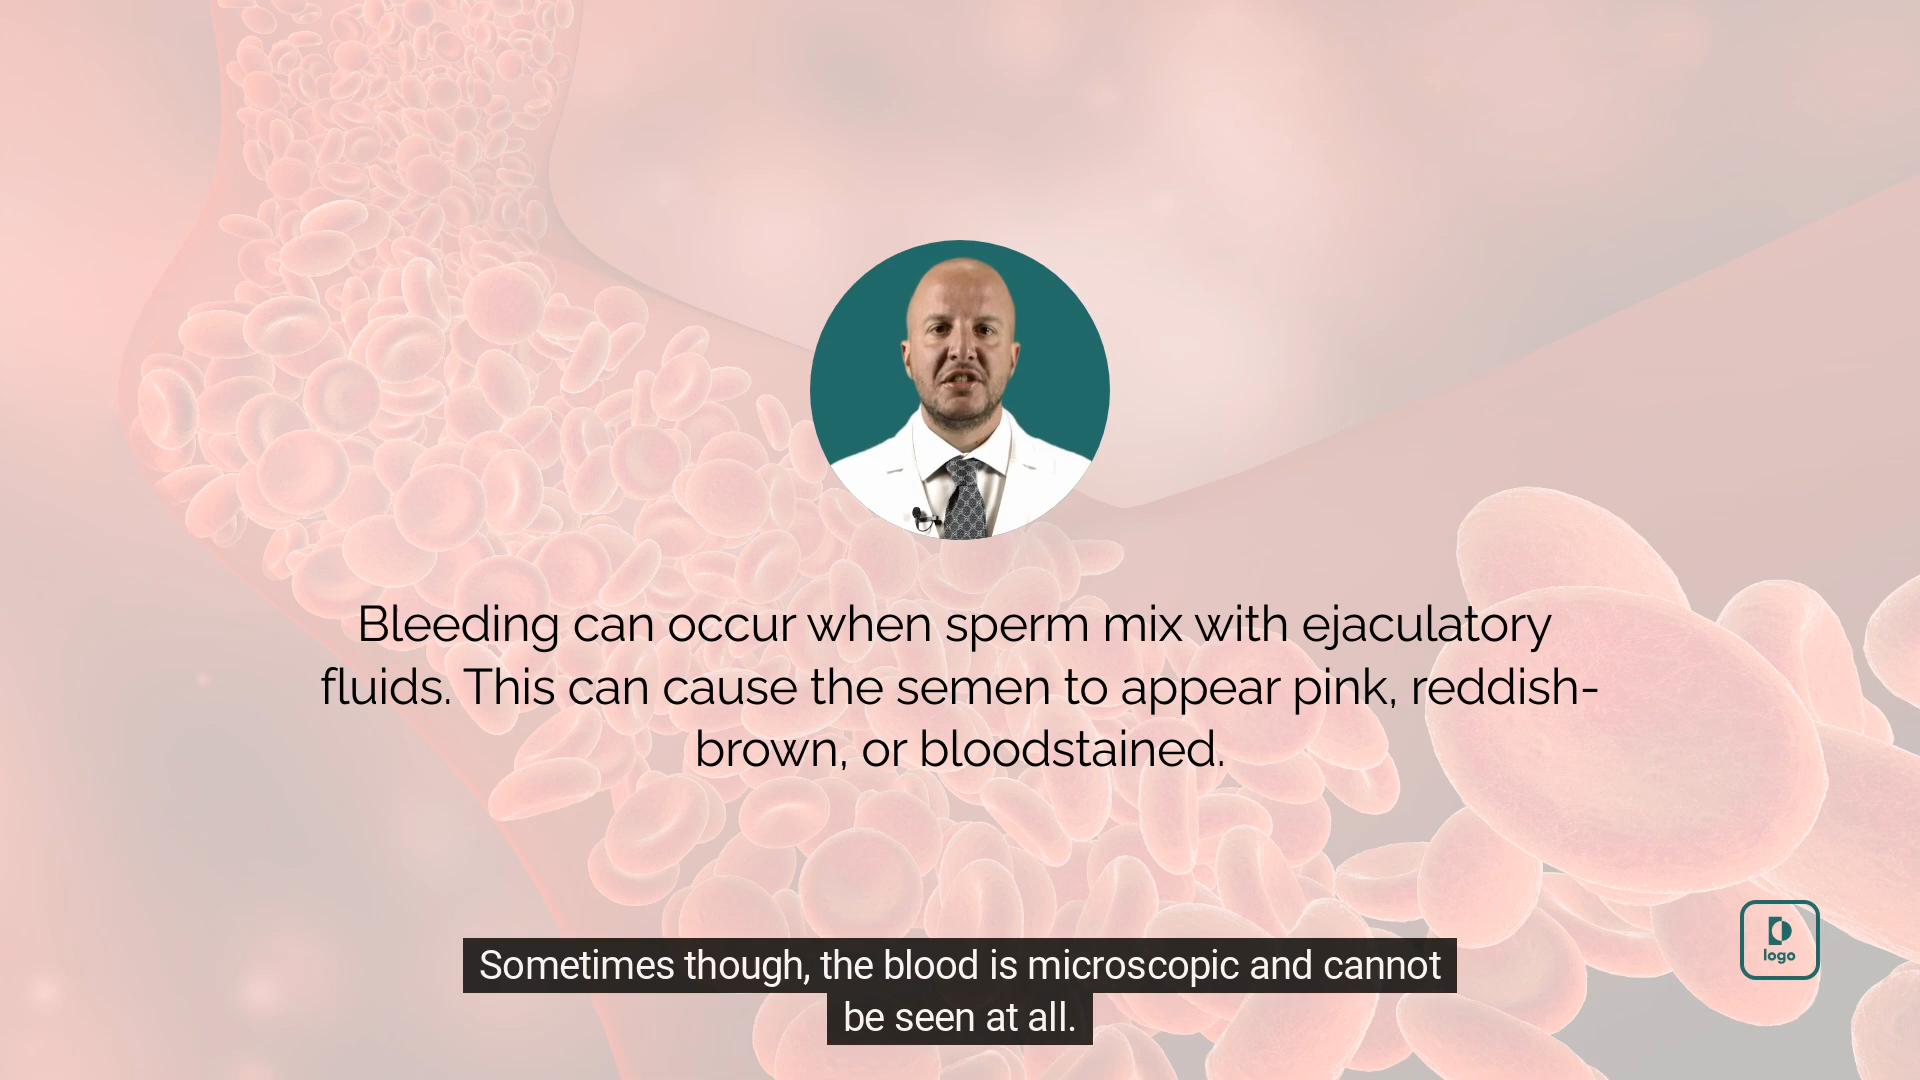 Bleeding can occur when sperm mix with ejaculatory
fluids. This can cause the semen to appear pink, reddish-
brown, or bloodstained.
logo
Sometimes though, the blood is microscopic and cannot
be seen at all.